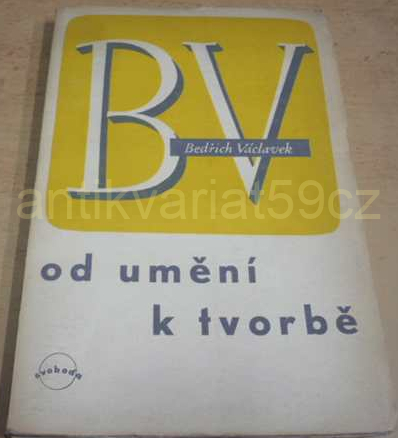 BV
Bedřich Václavek
antikvariat59cz
od umění
k tvorbě
svoboda